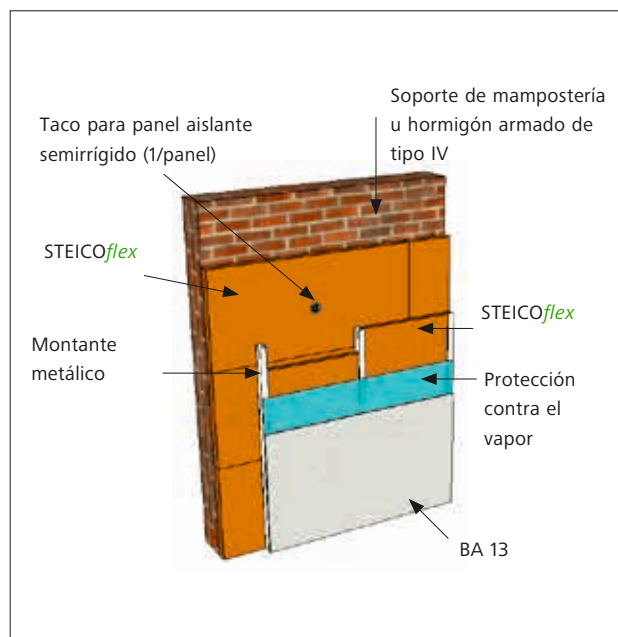 Taco para panel aislante
semirrígido (1/panel)
Soporte de mampostería
u hormigón armado de
tipo IV
STEICOflex
STEICOflex
Montante
metálico
Protección
contra el
vapor
BA 13